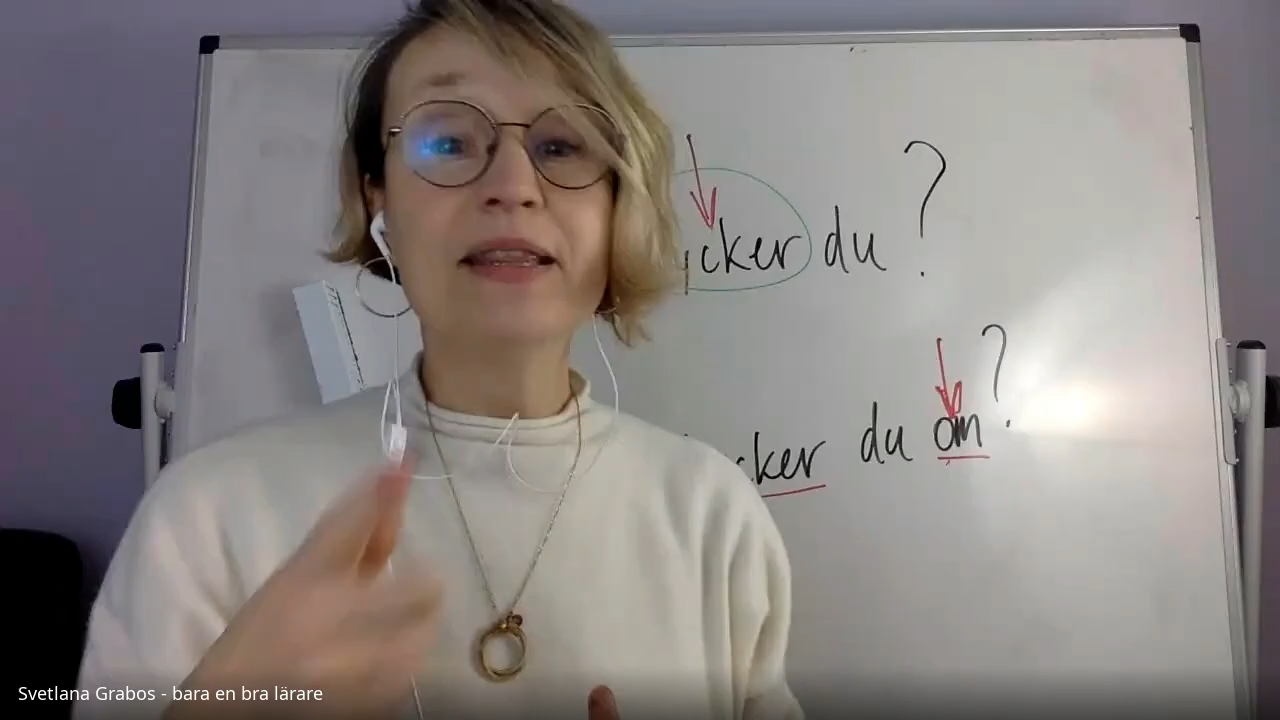 cker du ?
cker du om ?
Svetlana Grabos - bara en bra lärare